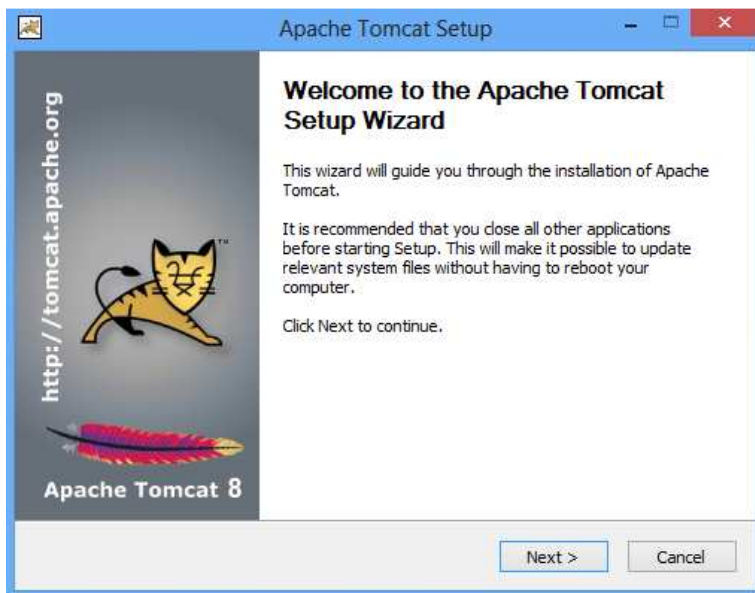 Apache Tomcat Setup
http://tomcat.apache.org
TM
Apache Tomcat 8
Welcome to the Apache Tomcat
Setup Wizard
This wizard will guide you through the installation of Apache
Tomcat.
It is recommended that you close all other applications
before starting Setup. This will make it possible to update
relevant system files without having to reboot your
computer.
Click Next to continue.
Next >
Cancel